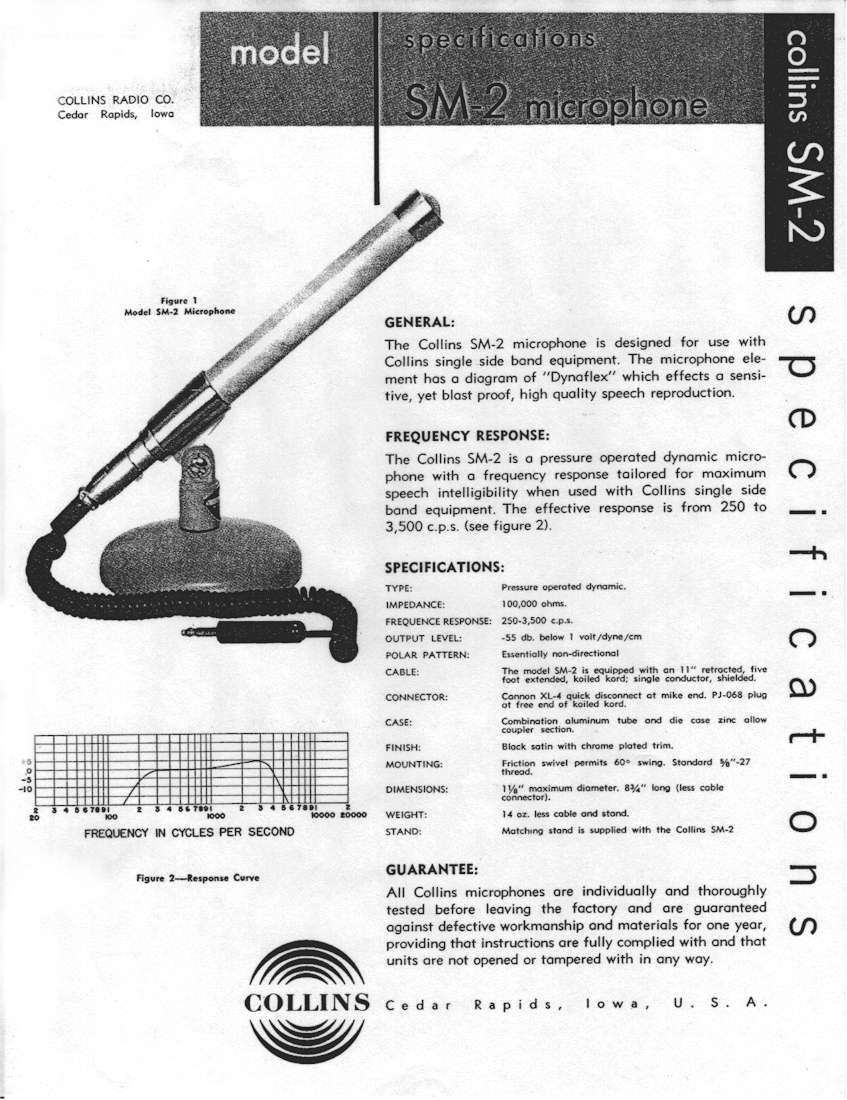 model
specifications
SM-2 microphone
COLLINS RADIO CO.
Cedar Rapids, Iowa
collins SM-2
specifications
Figure 1
Model SM-2 Microphone
GENERAL:
The Collins SM-2 microphone is designed for use with
Collins single side band equipment. The microphone ele-
ment has a diagram of "Dynaflex" which effects a sensi-
tive, yet blast proof, high quality speech reproduction.
FREQUENCY RESPONSE:
The Collins SM-2 is a pressure operated dynamic micro-
phone with a frequency response tailored for maximum
speech intelligibility when used with Collins single side
band equipment. The effective response is from 250 to
3,500 c.p.s. (see figure 2).
SPECIFICATIONS:
TYPE: Pressure operated dynamic.
IMPEDANCE: 100,000 ohms.
FREQUENCE RESPONSE: 250-3,500 c.p.s.
OUTPUT LEVEL: -55 db. below 1 volt/dyne/cm
POLAR PATTERN: Essentially non-directional
CABLE: The model SM-2 is equipped with an 11" retracted, five
foot extended, koiled kord; single conductor, shielded.
CONNECTOR: Cannon XL-4 quick disconnect at mike end. PJ-068 plug
at free end of koiled kord.
CASE: Combination aluminum tube and die case zinc allow
coupler section.
FINISH: Black satin with chrome plated trim.
MOUNTING: Friction swivel permits 60° swing. Standard ⅝"-27
thread.
DIMENSIONS: 1⅛" maximum diameter. 8¾" long (less cable
connector).
WEIGHT: 14 oz. less cable and stand.
STAND: Matching stand is supplied with the Collins SM-2
+5
0
-5
-10
2 3 4 5 6 7 8 9 1 2 3 4 5 6 7 8 9 1 2 3 4 5 6 7 8 9 1 2
20 100 1000 10000 20000
FREQUENCY IN CYCLES PER SECOND
Figure 2—Response Curve
GUARANTEE:
All Collins microphones are individually and thoroughly
tested before leaving the factory and are guaranteed
against defective workmanship and materials for one year,
providing that instructions are fully complied with and that
units are not opened or tampered with in any way.
COLLINS
Cedar Rapids, Iowa, U. S. A.